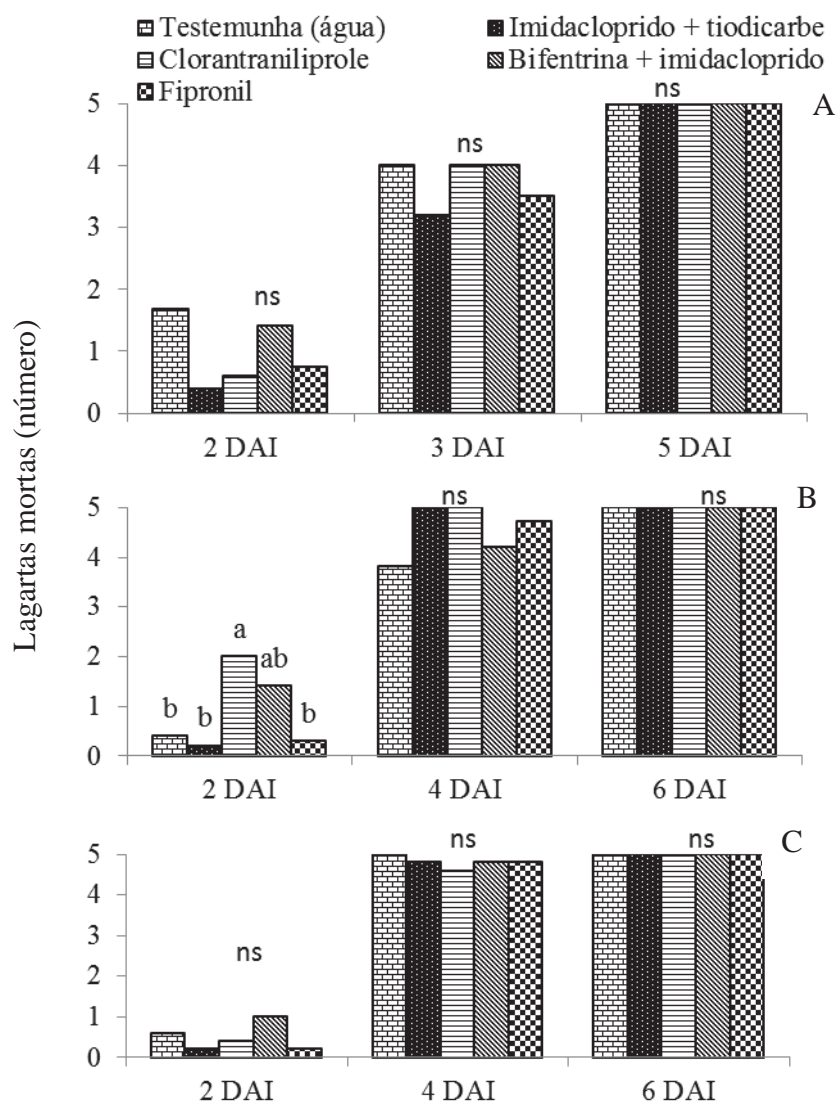 Testemunha (água) Imidacloprido + tiodicarbe
Clorantraniliprole Bifentrina + imidacloprido
Fipronil
Lagartas mortas (número)
A
5
4
3
2
1
0
ns ns ns
2 DAI 3 DAI 5 DAI
B
5
4
3
2
1
0
b b a ab b ns ns
2 DAI 4 DAI 6 DAI
C
5
4
3
2
1
0
ns ns ns
2 DAI 4 DAI 6 DAI